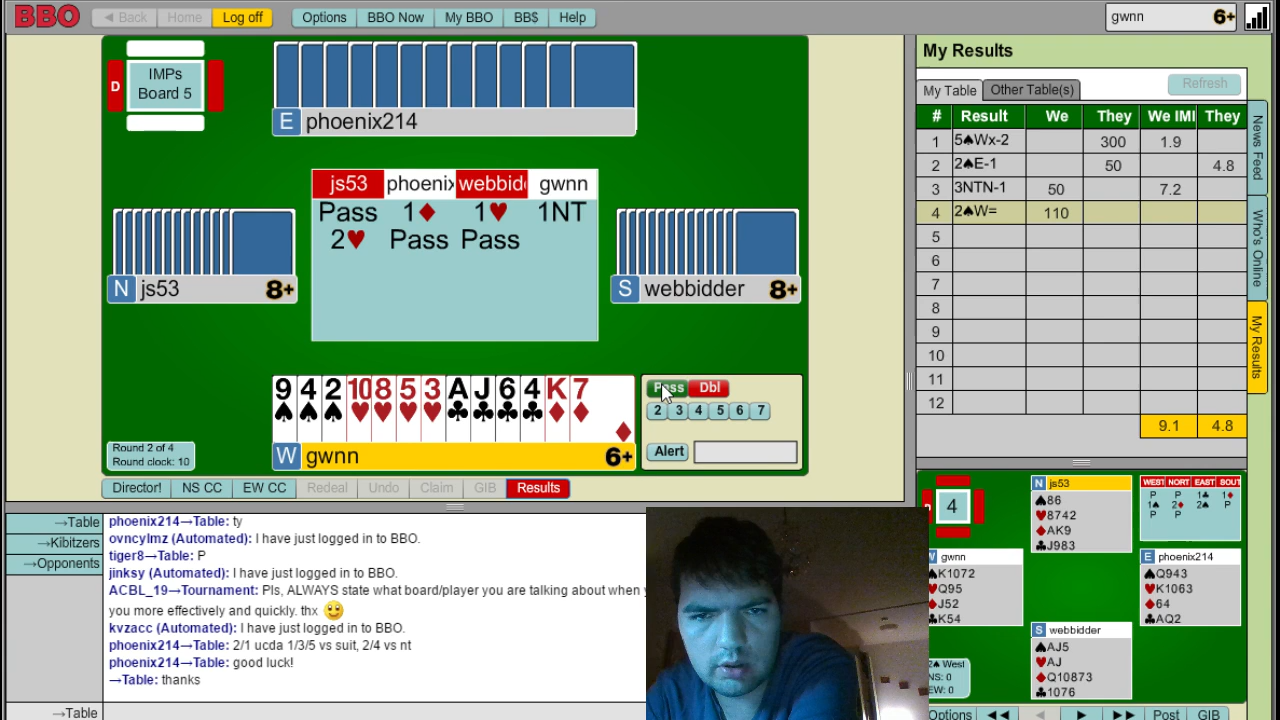 BBO
◄ Back
Home
Log off
Options
BBO Now
My BBO
BB$
Help
gwnn 6+
D
IMPs
Board 5
E phoenix214
js53 phoenix webbid gwnn
Pass 1♦ 1♥ 1NT
2♥ Pass Pass
N js53 8+
S webbidder 8+
9 4 2 10 8 5 3 A J 6 4 K 7
♠ ♠ ♠ ♥ ♥ ♥ ♥ ♣ ♣ ♣ ♣ ♦ ♦
W gwnn 6+
Pass Dbl
2 3 4 5 6 7
Alert
Round 2 of 4
Round clock: 10
Director!
NS CC
EW CC
Redeal
Undo
Claim
GIB
Results
→Table
→Kibitzers
→Opponents
phoenix214→Table: ty
ovncylmz (Automated): I have just logged in to BBO.
tiger8→Table: P
jinksy (Automated): I have just logged in to BBO.
ACBL_19→Tournament: Pls, ALWAYS state what board/player you are talking about when
you more effectively and quickly. thx
kvzacc (Automated): I have just logged in to BBO.
phoenix214→Table: 2/1 ucda 1/3/5 vs suit, 2/4 vs nt
phoenix214→Table: good luck!
→Table: thanks
→Table
My Results
My Table
Other Table(s)
Refresh
# Result We They We IMI They
1 5♠Wx-2 300 1.9
2 2♠E-1 50 4.8
3 3NTN-1 50 7.2
4 2♠W= 110
5
6
7
8
9
10
11
12
9.1 4.8
News Feed
Who's Online
My Results
4
N js53
♠86
♥8742
♦AK9
♣J983
WEST NORT EAST SOUT
P P 1♣ 1♦
1♠ 2♦ 2♠ P
P P
gwnn
♠K1072
♥Q95
♦J52
♣K54
E phoenix214
♠Q943
♥K1063
♦64
♣AQ2
S webbidder
♠AJ5
♥AJ
♦Q10873
♣1076
2♠ West
NS: 0
EW: 0
Options
◄◄
◄
►
►►
Post
GIB